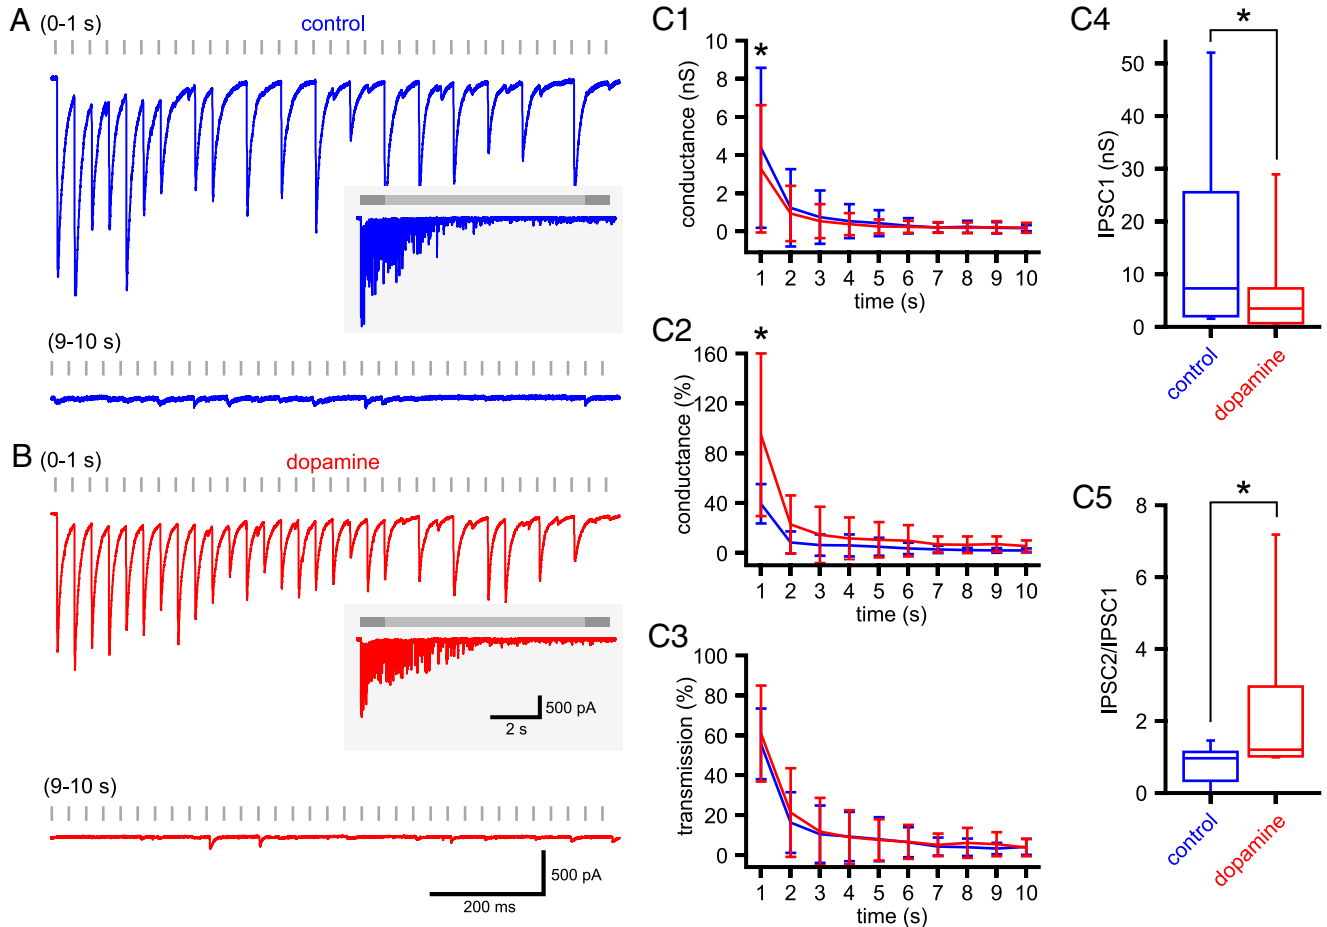 A
(0-1 s)
control
(9-10 s)
B
(0-1 s)
dopamine
500 pA
2 s
(9-10 s)
500 pA
200 ms
C1
*
conductance (nS)
10
8
6
4
2
0
1 2 3 4 5 6 7 8 9 10
time (s)
C2
*
conductance (%)
160
120
80
40
0
1 2 3 4 5 6 7 8 9 10
time (s)
C3
transmission (%)
100
80
60
40
20
0
1 2 3 4 5 6 7 8 9 10
time (s)
C4
*
IPSC1 (nS)
50
40
30
20
10
0
control
dopamine
C5
*
IPSC2/IPSC1
8
6
4
2
0
control
dopamine